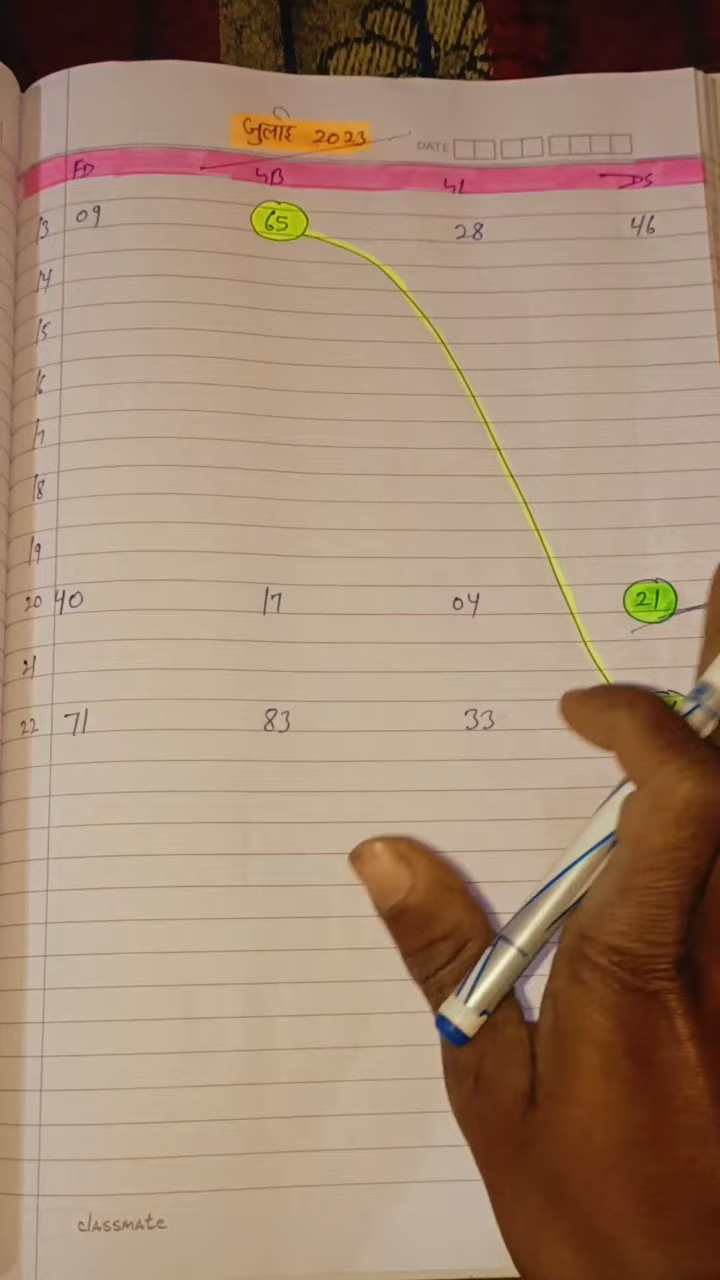 जुलाई 2023
DATE
FD GB GL DS
13 09 65 28 46
14
15
16
17
18
19
20 40 17 04 21
21
22 71 83 33
classmate